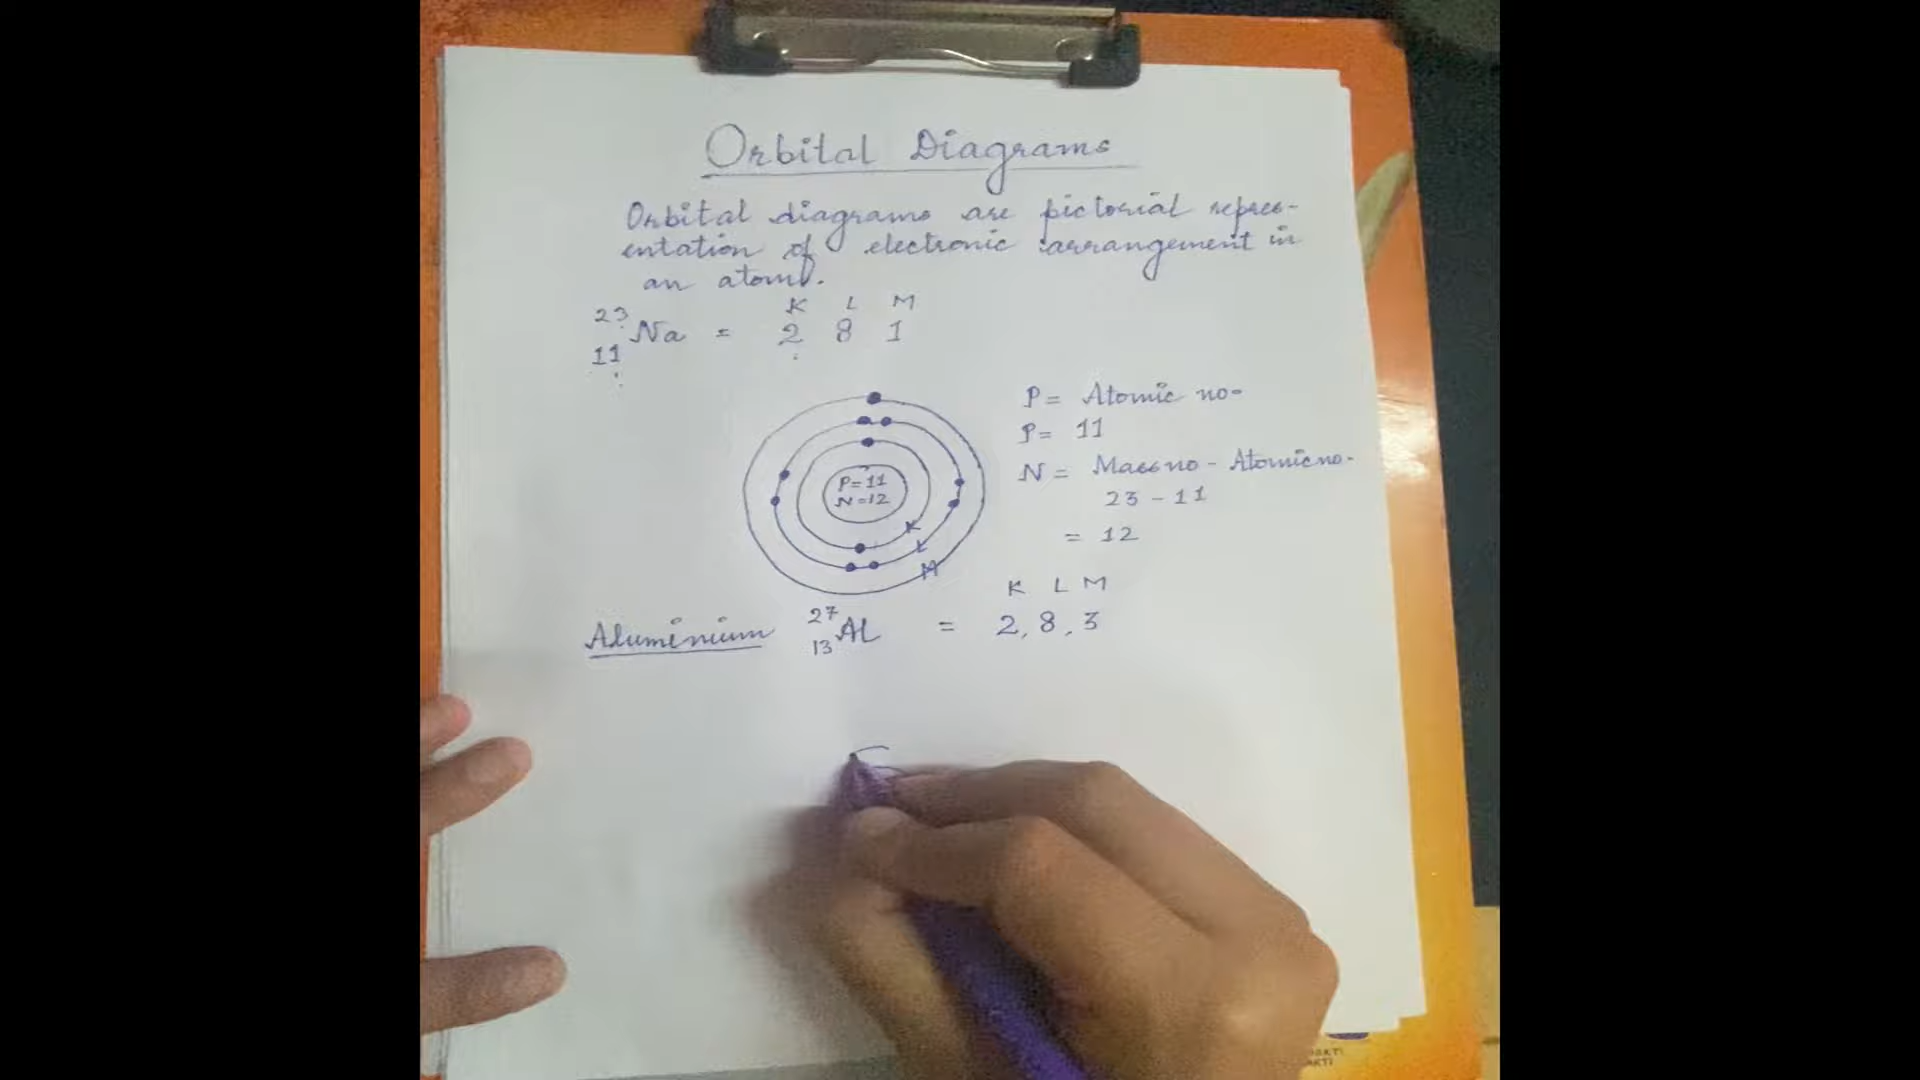 Orbital Diagrams
Orbital diagrams are pictorial repres-
entation of electronic arrangement in
an atom.
K L M
23
11 Na = 2 8 1
P = Atomic no-
P = 11
N = Mass no - Atomic no-
23 - 11
= 12
P=11
N=12
K
L
M
K L M
Aluminium 27
13 AL = 2, 8, 3